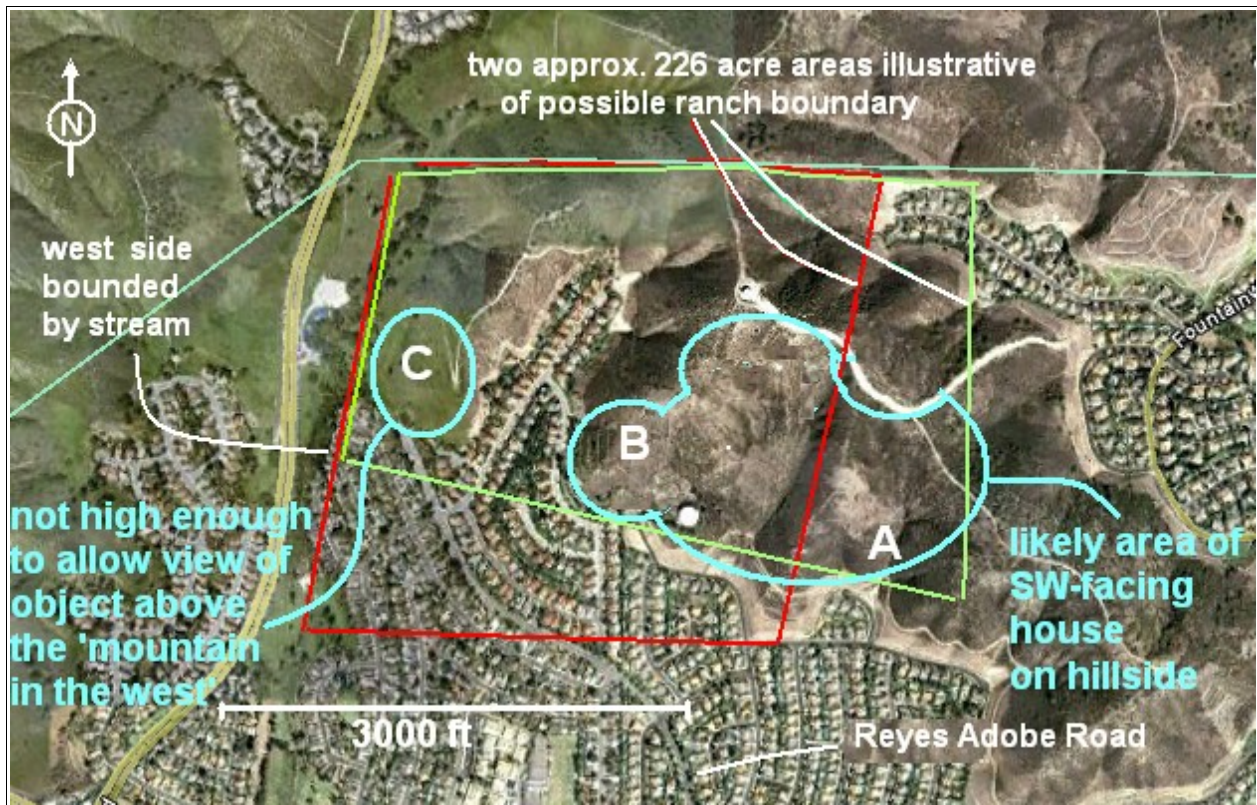 two approx. 226 acre areas illustrative
of possible ranch boundary
N
west side
bounded
by stream
C
B
A
not high enough
to allow view of
object above
the 'mountain
in the west'
likely area of
SW-facing
house
on hillside
3000 ft
Reyes Adobe Road